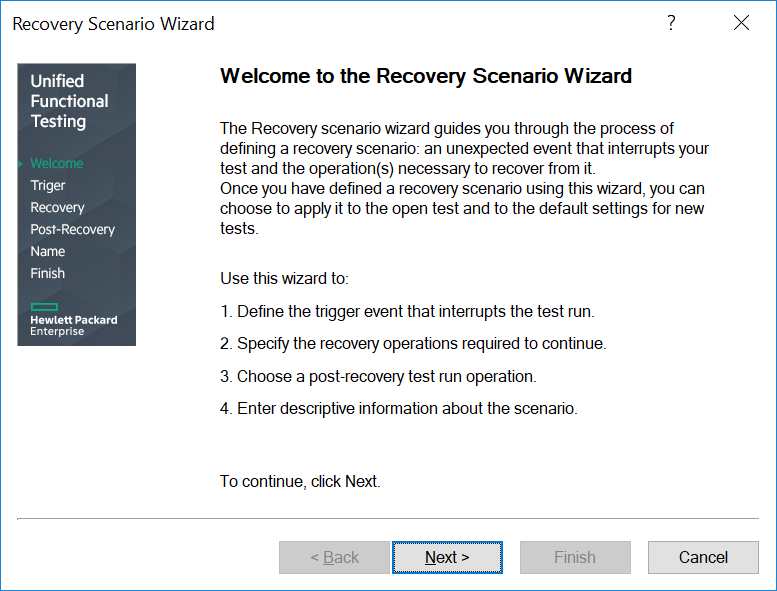 Recovery Scenario Wizard
?
Unified
Functional
Testing
Welcome
Triger
Recovery
Post-Recovery
Name
Finish
Hewlett Packard
Enterprise
Welcome to the Recovery Scenario Wizard
The Recovery scenario wizard guides you through the process of
defining a recovery scenario: an unexpected event that interrupts your
test and the operation(s) necessary to recover from it.
Once you have defined a recovery scenario using this wizard, you can
choose to apply it to the open test and to the default settings for new
tests.
Use this wizard to:
1. Define the trigger event that interrupts the test run.
2. Specify the recovery operations required to continue.
3. Choose a post-recovery test run operation.
4. Enter descriptive information about the scenario.
To continue, click Next.
< Back
Next >
Finish
Cancel